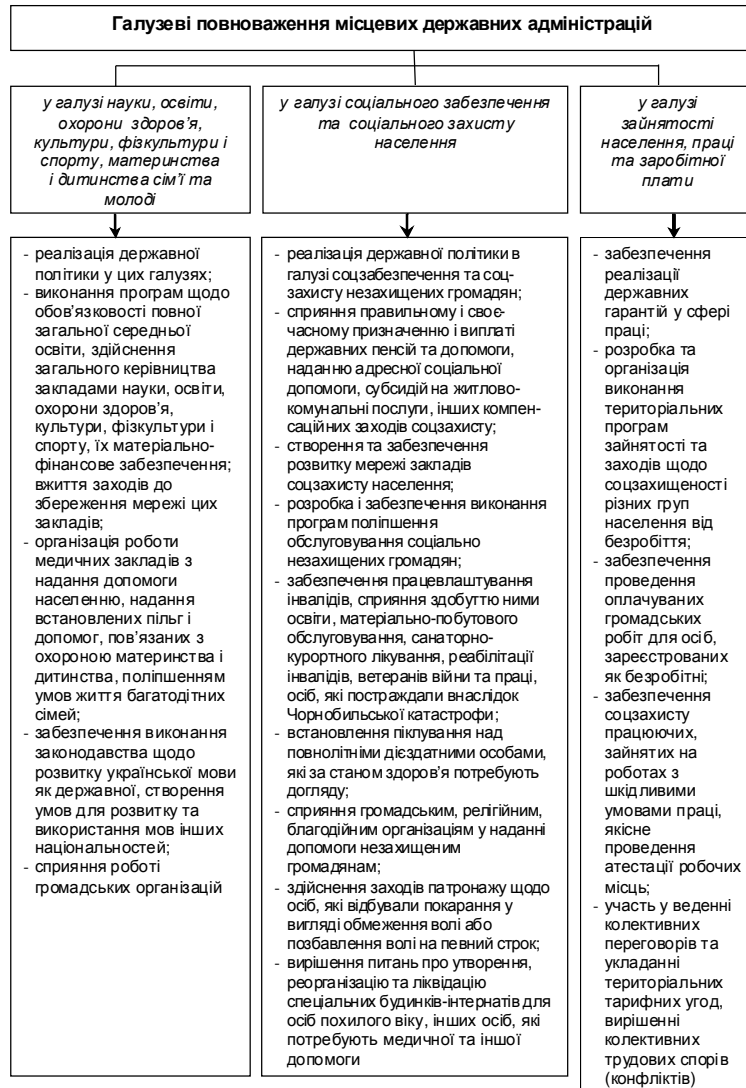 Галузеві повноваження місцевих державних адміністрацій
у галузі науки, освіти,
охорони здоров'я,
культури, фізкультури і
спорту, материнства
і дитинства сім'ї та
молоді
у галузі соціального забезпечення
та соціального захисту
населення
у галузі
зайнятості
населення, праці
та заробітної
плати
- реалізація державної
політики у цих галузях;
- виконання програм щодо
обов'язковості повної
загальної середньої
освіти, здійснення
загального керівництва
закладами науки, освіти,
охорони здоров'я,
культури, фізкультури і
спорту, їх матеріально-
фінансове забезпечення;
вжиття заходів до
збереження мережі цих
закладів;
- організація роботи
медичних закладів з
надання допомоги
населенню, надання
встановлених пільг і
допомог, пов'язаних з
охороною материнства і
дитинства, поліпшенням
умов життя багатодітних
сімей;
- забезпечення виконання
законодавства щодо
розвитку української мови
як державної, створення
умов для розвитку та
використання мов інших
національностей;
- сприяння роботі
громадських організацій
- реалізація державної політики в
галузі соцзабезпечення та соц-
захисту незахищених громадян;
- сприяння правильному і своє-
часному призначенню і виплаті
державних пенсій та допомоги,
наданню адресної соціальної
допомоги, субсидій на житлово-
комунальні послуги, інших компен-
саційних заходів соцзахисту;
- створення та забезпечення
розвитку мережі закладів
соцзахисту населення;
- розробка і забезпечення виконання
програм поліпшення
обслуговування соціально
незахищених громадян;
- забезпечення працевлаштування
інвалідів, сприяння здобуттю ними
освіти, матеріально-побутового
обслуговування, санаторно-
курортного лікування, реабілітації
інвалідів, ветеранів війни та праці,
осіб, які постраждали внаслідок
Чорнобильської катастрофи;
- встановлення піклування над
повнолітніми дієздатними особами,
які за станом здоров'я потребують
догляду;
- сприяння громадським, релігійним,
благодійним організаціям у наданні
допомоги незахищеним
громадянам;
- здійснення заходів патронажу щодо
осіб, які відбували покарання у
вигляді обмеження волі або
позбавлення волі на певний строк;
- вирішення питань про утворення,
реорганізацію та ліквідацію
спеціальних будинків-інтернатів для
осіб похилого віку, інших осіб, які
потребують медичної та іншої
допомоги
- забезпечення
реалізації
державних
гарантій у сфері
праці;
- розробка та
організація
виконання
територіальних
програм
зайнятості та
заходів щодо
соцзахищеності
різних груп
населення від
безробіття;
- забезпечення
проведення
оплачуваних
громадських
робіт для осіб,
зареєстрованих
як безробітні;
- забезпечення
соцзахисту
працюючих,
зайнятих на
роботах з
шкідливими
умовами праці,
якісне
проведення
атестації робочих
місць;
- участь у веденні
колективних
переговорів та
укладанні
територіальних
тарифних угод,
вирішенні
колективних
трудових спорів
(конфліктів)